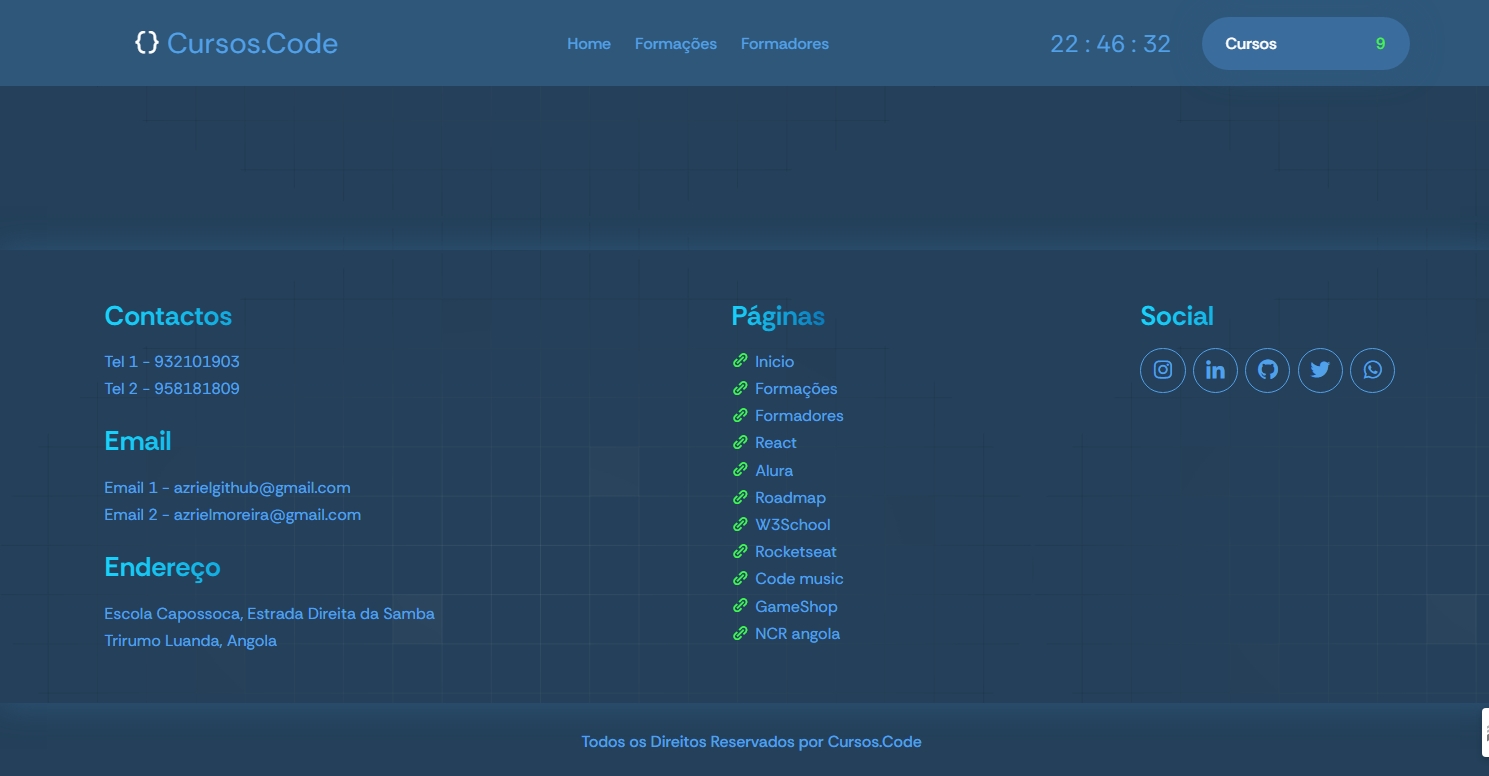 {} Cursos.Code
Home Formações Formadores
22 : 46 : 32
Cursos 9
Contactos
Tel 1 - 932101903
Tel 2 - 958181809
Email
Email 1 - azrielgithub@gmail.com
Email 2 - azrielmoreira@gmail.com
Endereço
Escola Capossoca, Estrada Direita da Samba
Trirumo Luanda, Angola
Páginas
Inicio
Formações
Formadores
React
Alura
Roadmap
W3School
Rocketseat
Code music
GameShop
NCR angola
Social
Todos os Direitos Reservados por Cursos.Code